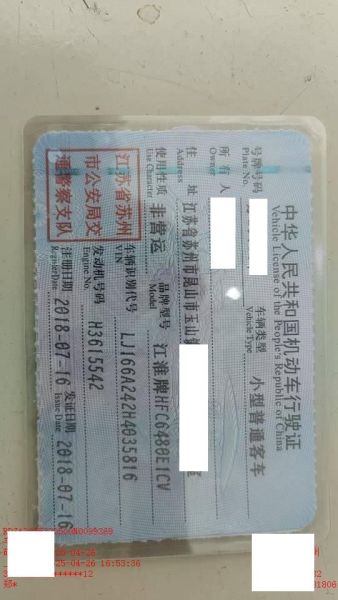 中华人民共和国机动车行驶证
Vehicle License of the People's Republic of China
号牌号码
Plate No.
车辆类型 小型普通客车
Vehicle Type
所有人
Owner
住址 江苏省苏州市昆山市玉山镇
Address
使用性质 非营运
Use Character
品牌型号 江淮牌HFC6480E1CV
Model
江苏省苏州
市公安局交
通警察支队
车辆识别代号 LJ166A242H4035816
VIN
发动机号码 H3615542
Engine No.
注册日期 2018-07-16
Register Date
发证日期 2018-07-16
Issue Date
-04-26
25-04-26 16:53:36
******12
郑*
01806